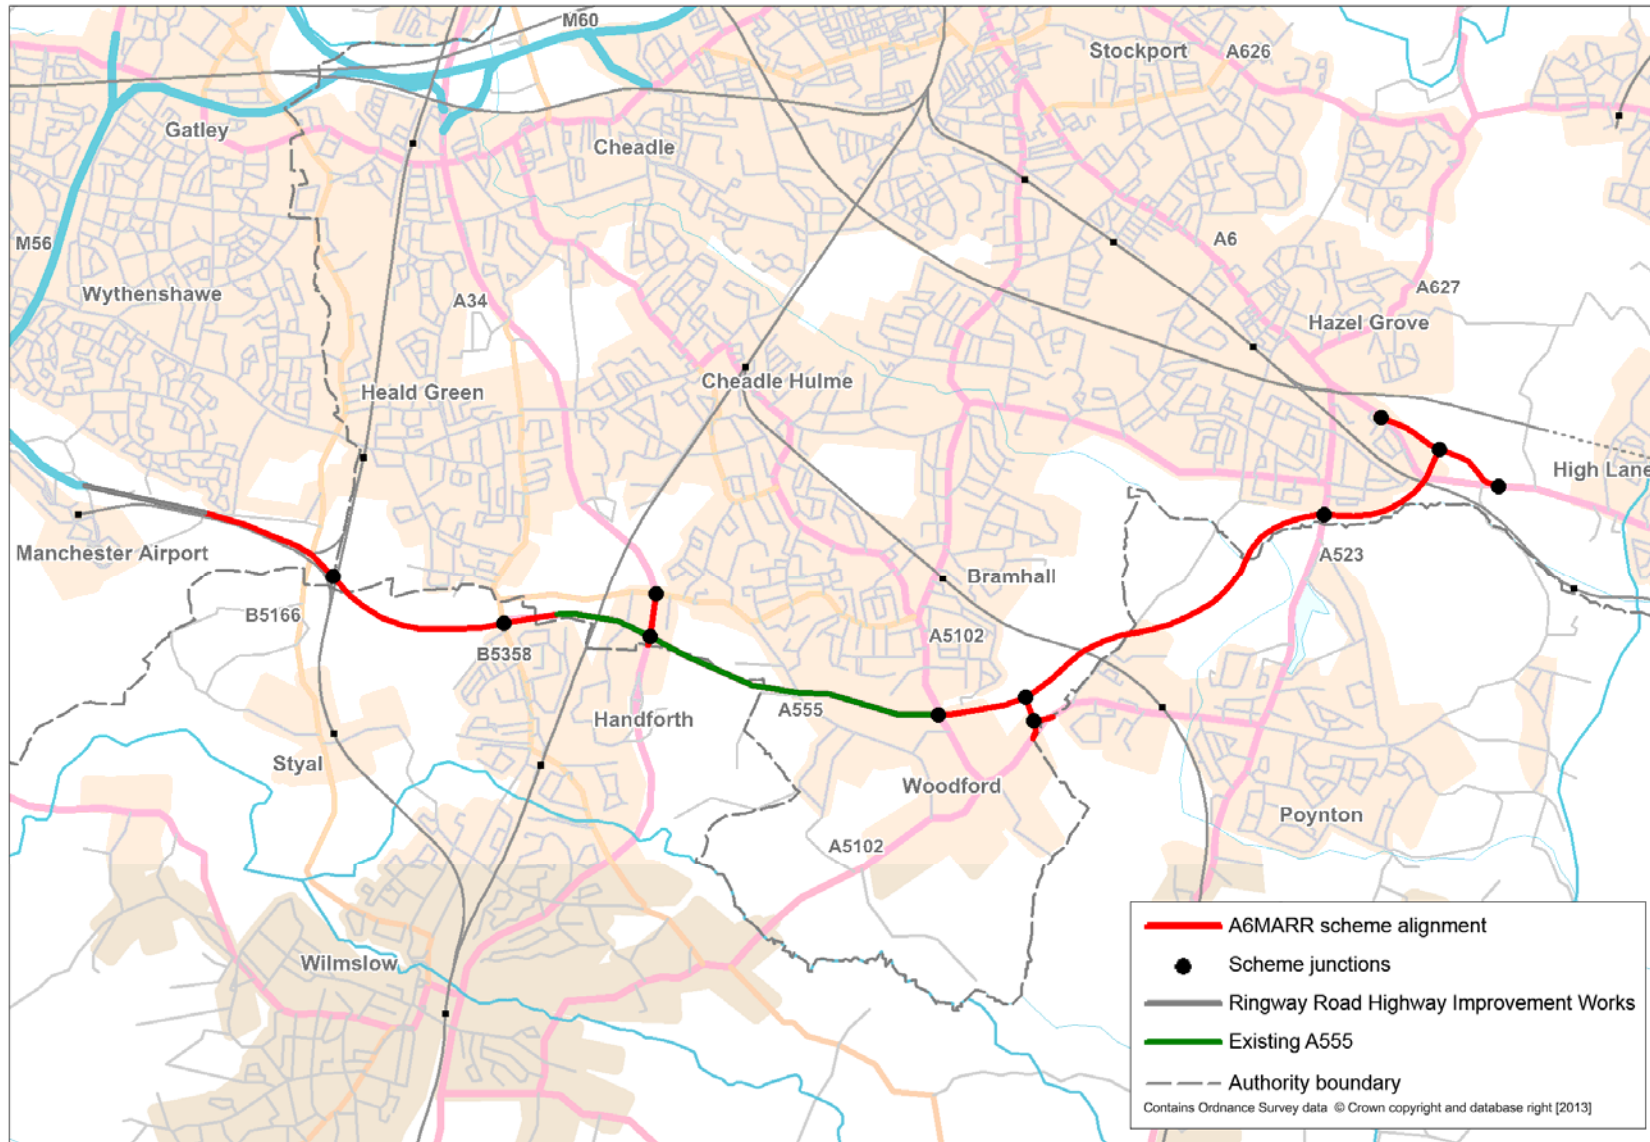 M60
Stockport
A626
Gatley
Cheadle
M56
A6
Wythenshawe
A34
A627
Hazel Grove
Heald Green
Cheadle Hulme
High Lane
Manchester Airport
A523
Bramhall
B5166
B5358
A5102
A555
Handforth
Styal
Woodford
Poynton
A5102
Wilmslow
A6MARR scheme alignment
Scheme junctions
Ringway Road Highway Improvement Works
Existing A555
Authority boundary
Contains Ordnance Survey data © Crown copyright and database right [2013]